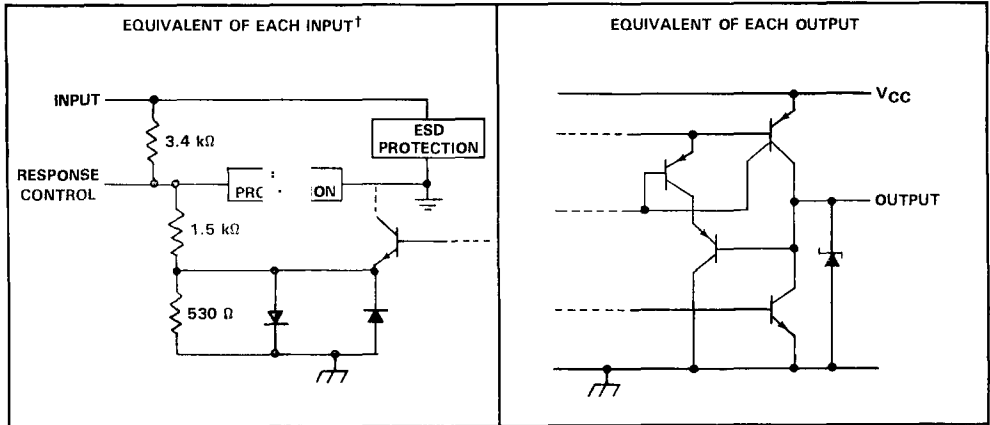 EQUIVALENT OF EACH INPUT†
INPUT
3.4 kΩ
ESD
PROTECTION
RESPONSE
CONTROL
1.5 kΩ
530 Ω
EQUIVALENT OF EACH OUTPUT
VCC
OUTPUT